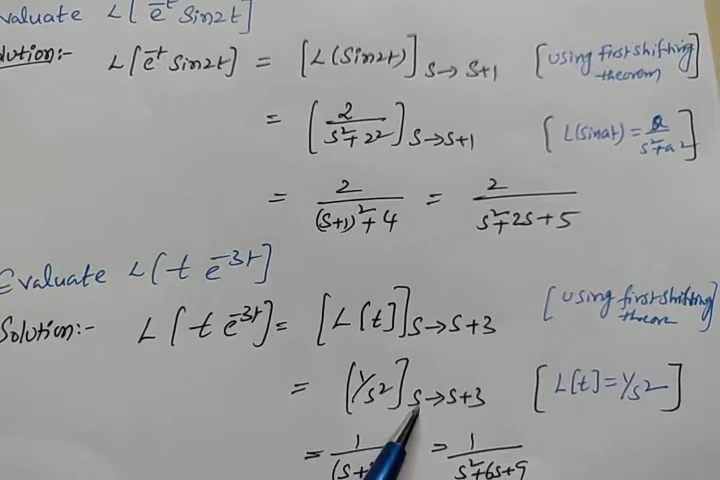 valuate L[e^-t Sin2t]
lution:- L[e^-t Sin2t] = [L(Sin2t)] S→S+1 [using first shifting theorem]
= (2/(S²+2²)] S→S+1 [L(sinat) = a/(s²+a²)]
= 2/((S+1)²+4) = 2/(S²+2S+5)
Evaluate L[t e^-3t]
Solution:- L[t e^-3t] = [L[t]] S→S+3 [using first shifting theorem]
= (1/s²] S→S+3 [L[t] = 1/s²]
= 1/(S+ = 1/(S²+6S+9)